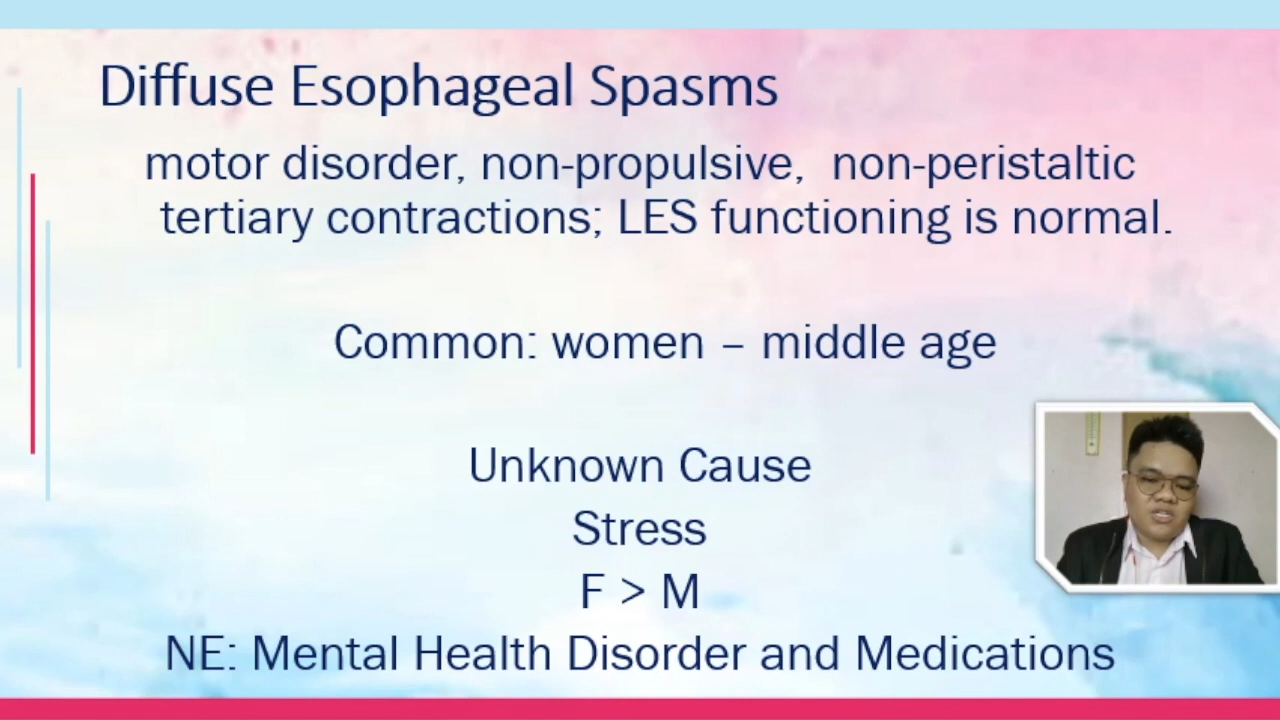 Diffuse Esophageal Spasms
motor disorder, non-propulsive,  non-peristaltic
tertiary contractions; LES functioning is normal.
Common: women – middle age
Unknown Cause
Stress
F > M
NE: Mental Health Disorder and Medications